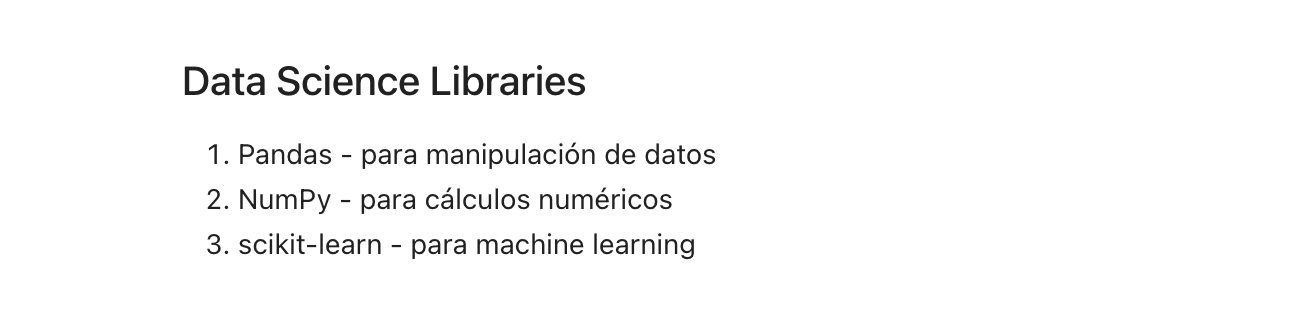 Data Science Libraries
1. Pandas - para manipulación de datos
2. NumPy - para cálculos numéricos
3. scikit-learn - para machine learning